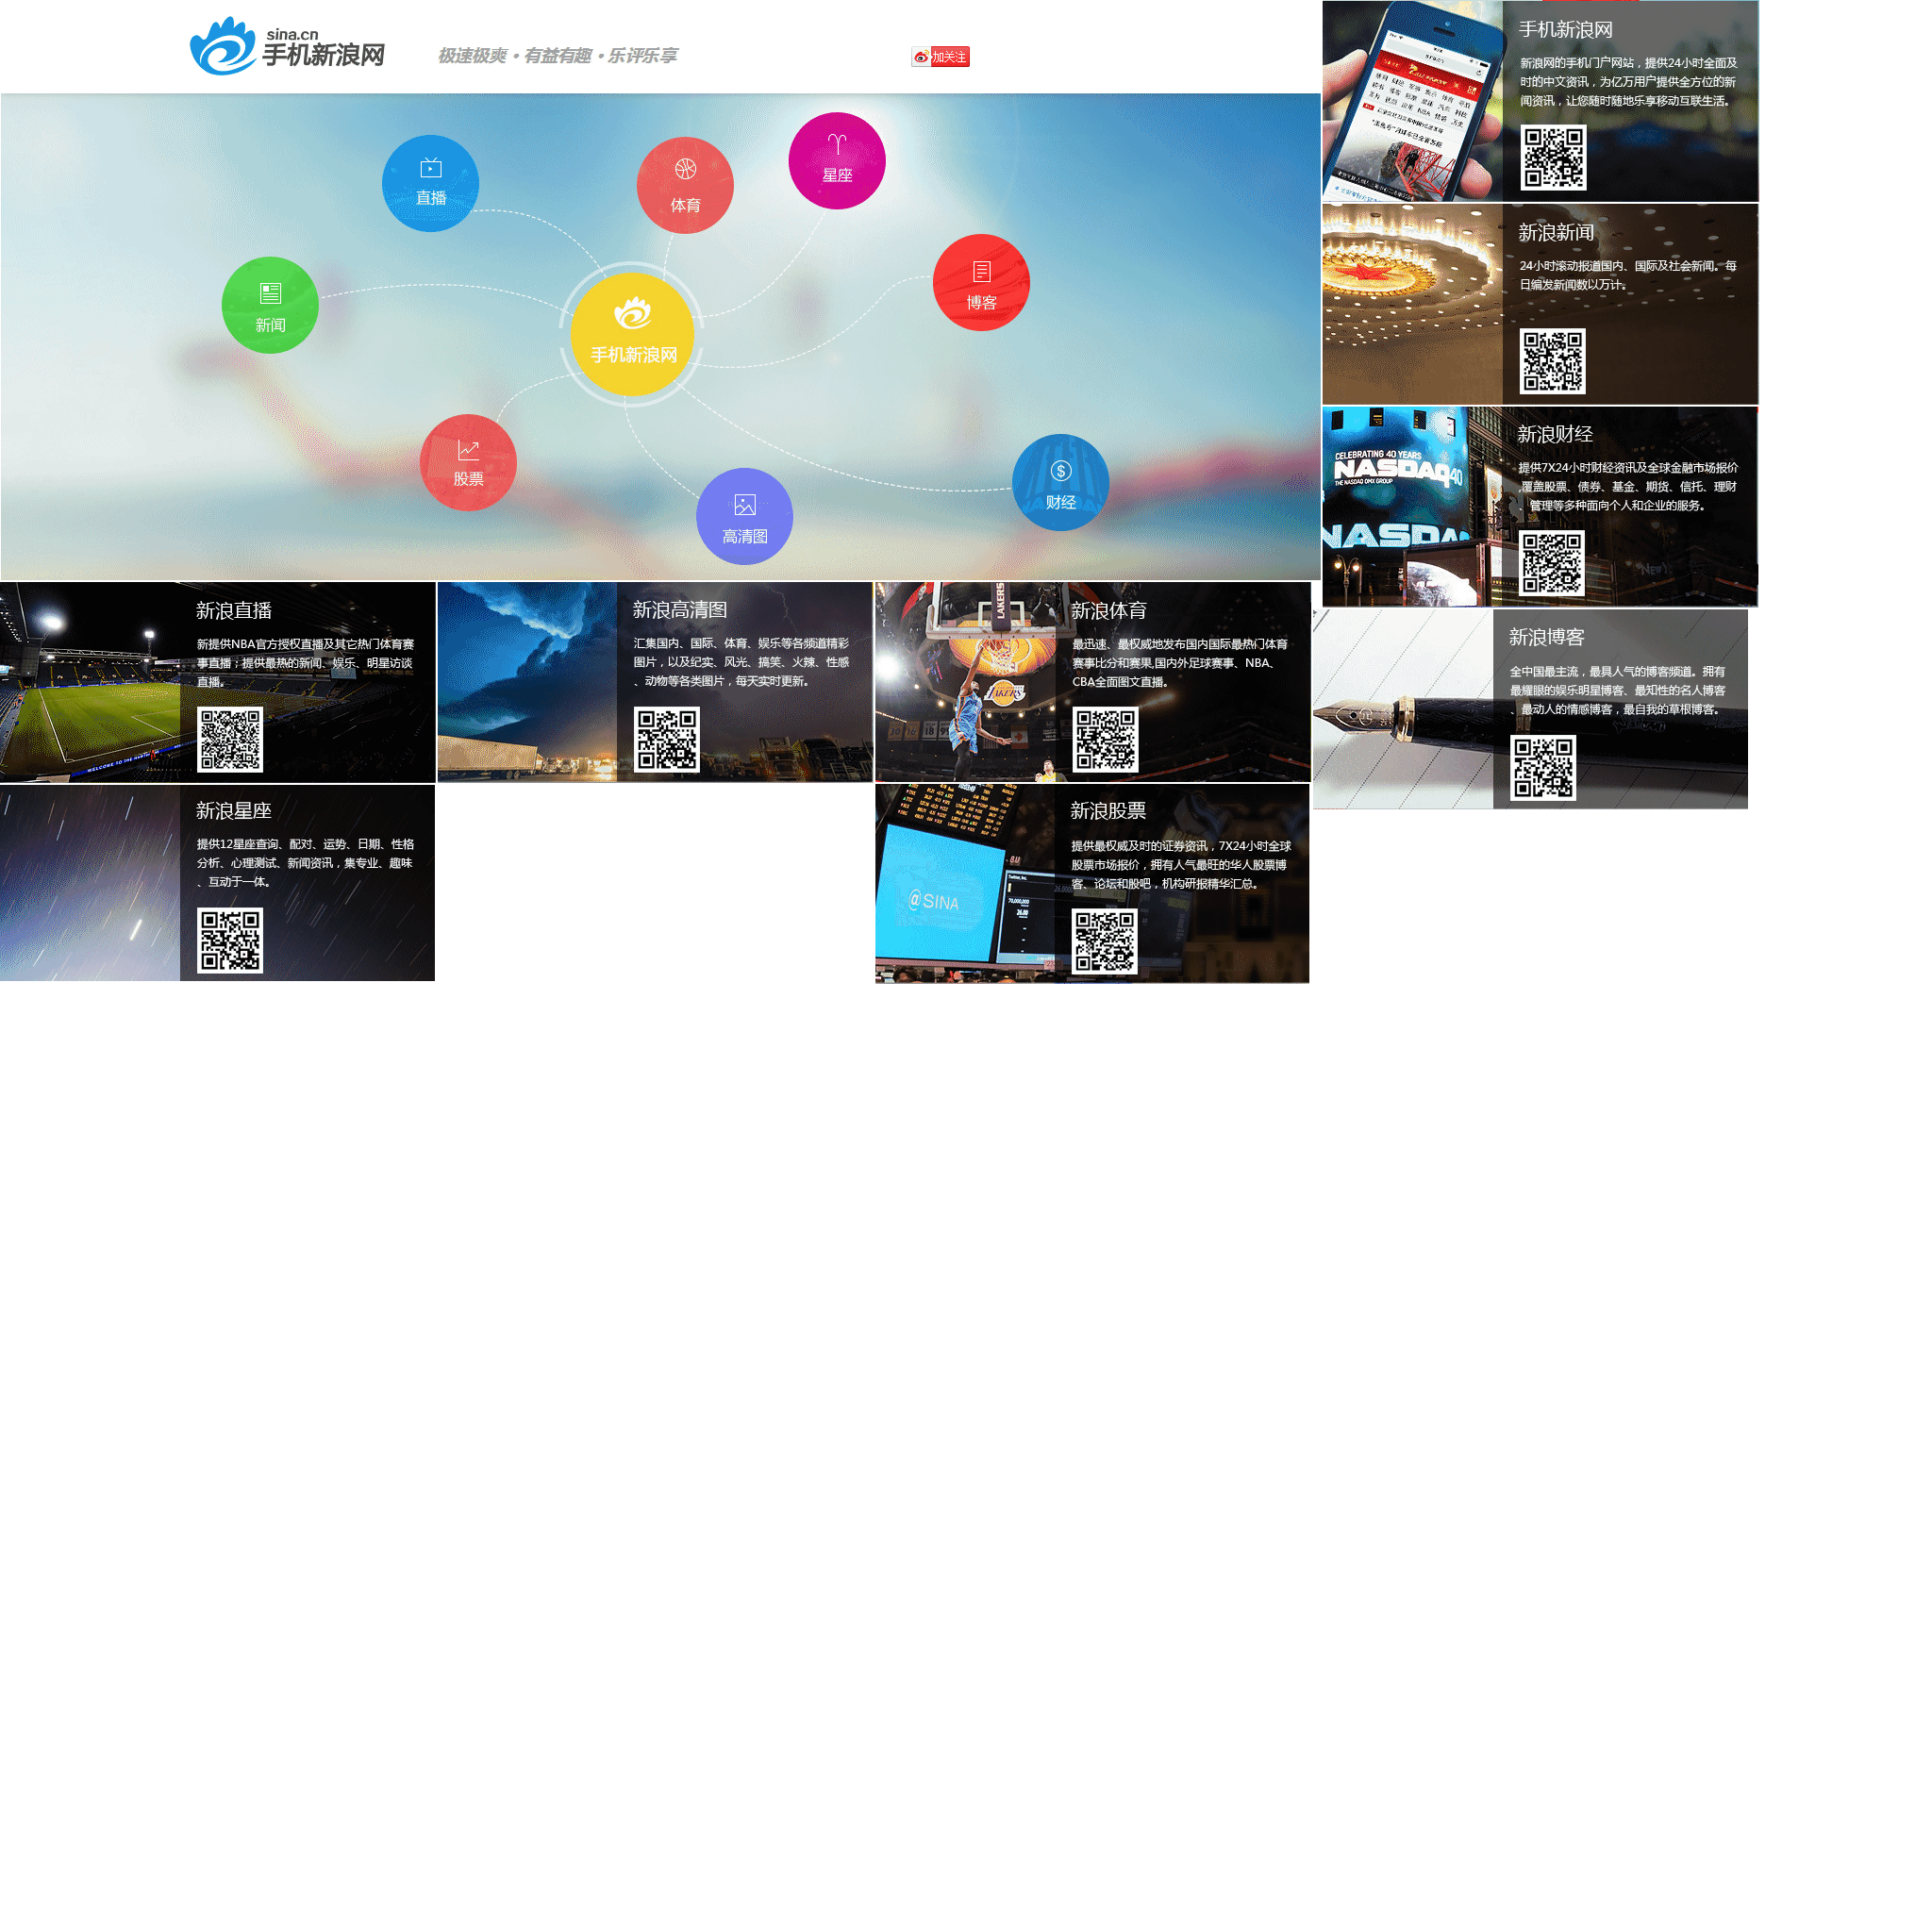 sina.cn
手机新浪网
极速极爽·有益有趣·乐评乐享
加关注
直播
体育
星座
新闻
博客
手机新浪网
股票
高清图
财经
手机新浪网
新浪网的手机门户网站，提供24小时全面及
时的中文资讯，为亿万用户提供全方位的新
闻资讯，让您随时随地乐享移动互联生活。
新浪新闻
24小时滚动报道国内、国际及社会新闻。每
日编发新闻数以万计。
CELEBRATING 40 YEARS
NASDAQ 40
THE NASDAQ OMX GROUP
NASDA
新浪财经
提供7X24小时财经资讯及全球金融市场报价
,覆盖股票、债券、基金、期货、信托、理财
、管理等多种面向个人和企业的服务。
新浪直播
新提供NBA官方授权直播及其它热门体育赛
事直播；提供最热的新闻、娱乐、明星访谈
直播。
新浪高清图
汇集国内、国际、体育、娱乐等各频道精彩
图片，以及纪实、风光、搞笑、火辣、性感
、动物等各类图片，每天实时更新。
LAKERS
LAKERS
新浪体育
最迅速、最权威地发布国内国际最热门体育
赛事比分和赛果,国内外足球赛事、NBA、
CBA全面图文直播。
新浪博客
全中国最主流，最具人气的博客频道。拥有
最耀眼的娱乐明星博客、最知性的名人博客
、最动人的情感博客，最自我的草根博客。
新浪星座
提供12星座查询、配对、运势、日期、性格
分析、心理测试、新闻资讯，集专业、趣味
、互动于一体。
@SINA
新浪股票
提供最权威及时的证券资讯，7X24小时全球
股票市场报价，拥有人气最旺的华人股票博
客、论坛和股吧，机构研报精华汇总。